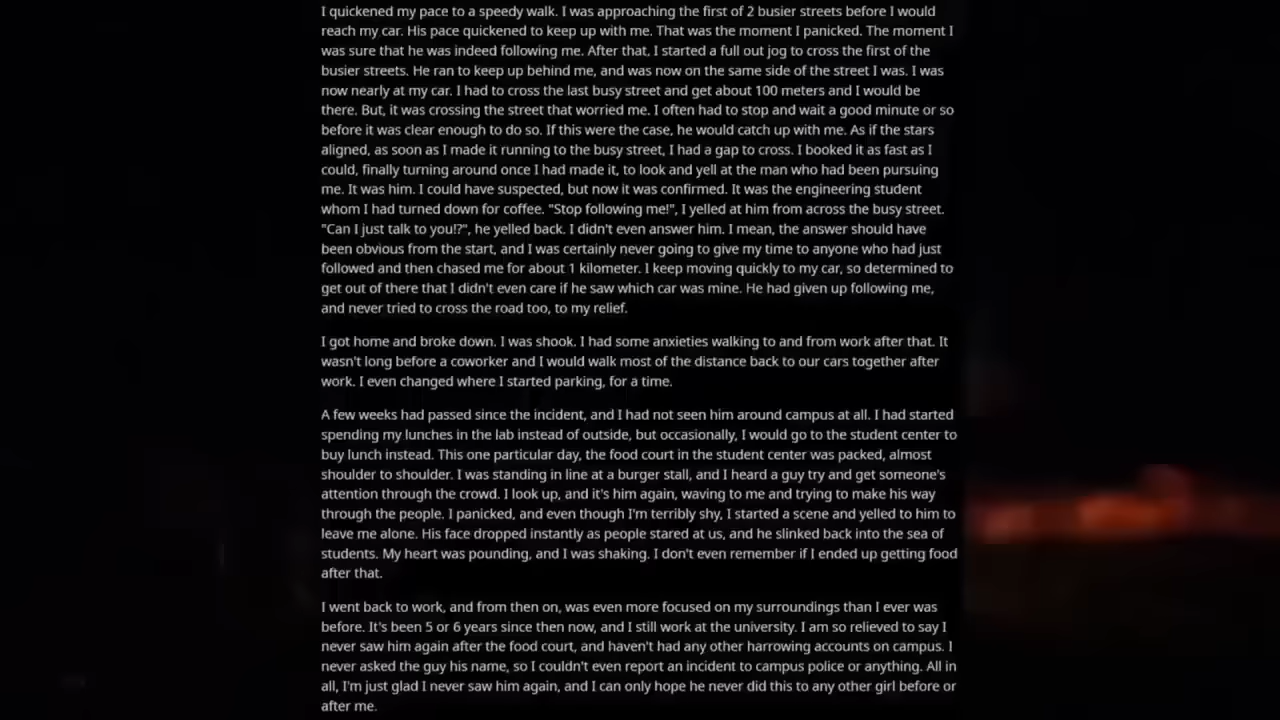 I quickened my pace to a speedy walk. I was approaching the first of 2 busier streets before I would
reach my car. His pace quickened to keep up with me. That was the moment I panicked. The moment I
was sure that he was indeed following me. After that, I started a full out jog to cross the first of the
busier streets. He ran to keep up behind me, and was now on the same side of the street I was. I was
now nearly at my car. I had to cross the last busy street and get about 100 meters and I would be
there. But, it was crossing the street that worried me. I often had to stop and wait a good minute or so
before it was clear enough to do so. If this were the case, he would catch up with me. As if the stars
aligned, as soon as I made it running to the busy street, I had a gap to cross. I booked it as fast as I
could, finally turning around once I had made it, to look and yell at the man who had been pursuing
me. It was him. I could have suspected, but now it was confirmed. It was the engineering student
whom I had turned down for coffee. "Stop following me!", I yelled at him from across the busy street.
"Can I just talk to you!?", he yelled back. I didn't even answer him. I mean, the answer should have
been obvious from the start, and I was certainly never going to give my time to anyone who had just
followed and then chased me for about 1 kilometer. I keep moving quickly to my car, so determined to
get out of there that I didn't even care if he saw which car was mine. He had given up following me,
and never tried to cross the road too, to my relief.
I got home and broke down. I was shook. I had some anxieties walking to and from work after that. It
wasn't long before a coworker and I would walk most of the distance back to our cars together after
work. I even changed where I started parking, for a time.
A few weeks had passed since the incident, and I had not seen him around campus at all. I had started
spending my lunches in the lab instead of outside, but occasionally, I would go to the student center to
buy lunch instead. This one particular day, the food court in the student center was packed, almost
shoulder to shoulder. I was standing in line at a burger stall, and I heard a guy try and get someone's
attention through the crowd. I look up, and it's him again, waving to me and trying to make his way
through the people. I panicked, and even though I'm terribly shy, I started a scene and yelled to him to
leave me alone. His face dropped instantly as people stared at us, and he slinked back into the sea of
students. My heart was pounding, and I was shaking. I don't even remember if I ended up getting food
after that.
I went back to work, and from then on, was even more focused on my surroundings than I ever was
before. It's been 5 or 6 years since then now, and I still work at the university. I am so relieved to say I
never saw him again after the food court, and haven't had any other harrowing accounts on campus. I
never asked the guy his name, so I couldn't even report an incident to campus police or anything. All in
all, I'm just glad I never saw him again, and I can only hope he never did this to any other girl before or
after me.